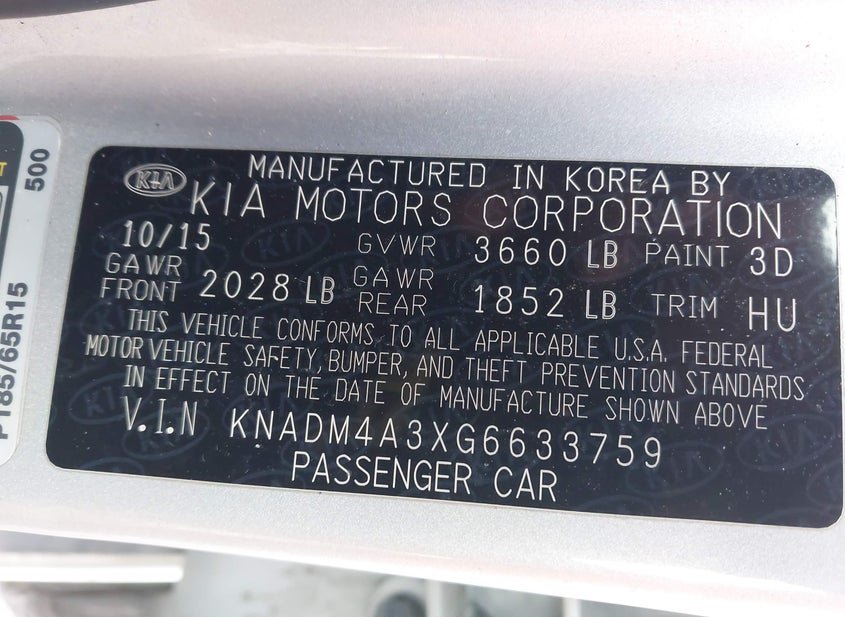 500
P185/65R15
KIA
MANUFACTURED IN KOREA BY
KIA MOTORS CORPORATION
10/15 GVWR 3660 LB PAINT 3D
GAWR FRONT 2028 LB GAWR REAR 1852 LB TRIM HU
THIS VEHICLE CONFORMS TO ALL APPLICABLE U.S.A. FEDERAL
MOTOR VEHICLE SAFETY, BUMPER, AND THEFT PREVENTION STANDARDS
IN EFFECT ON THE DATE OF MANUFACTURE SHOWN ABOVE
V.I.N KNADM4A3XG6633759
PASSENGER CAR